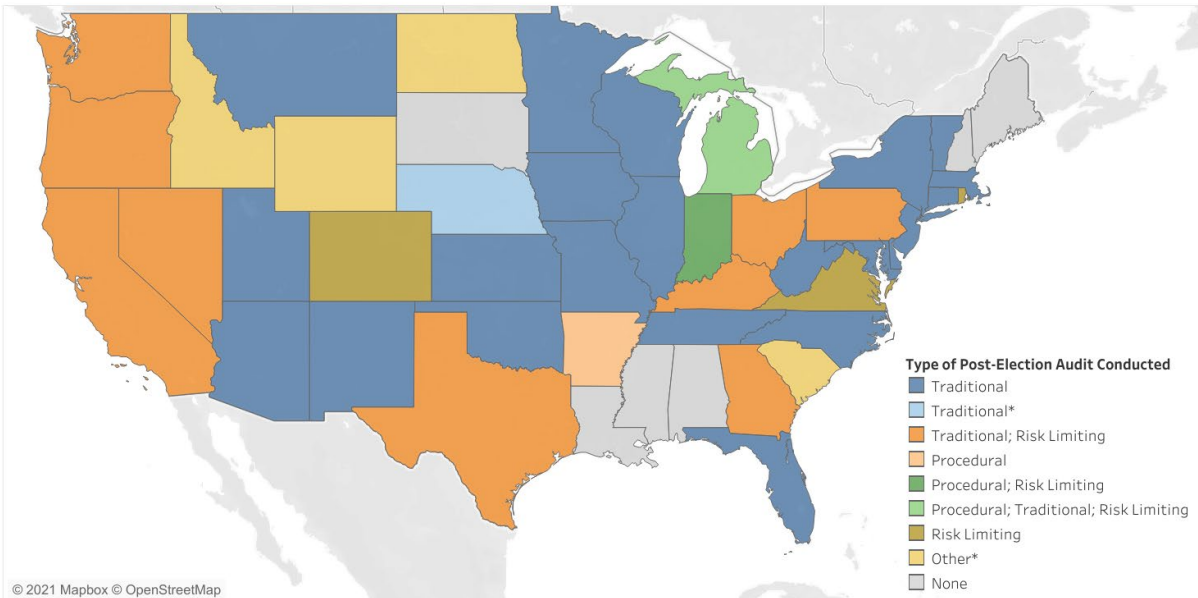 Type of Post-Election Audit Conducted
Traditional
Traditional*
Traditional; Risk Limiting
Procedural
Procedural; Risk Limiting
Procedural; Traditional; Risk Limiting
Risk Limiting
Other*
None
© 2021 Mapbox © OpenStreetMap